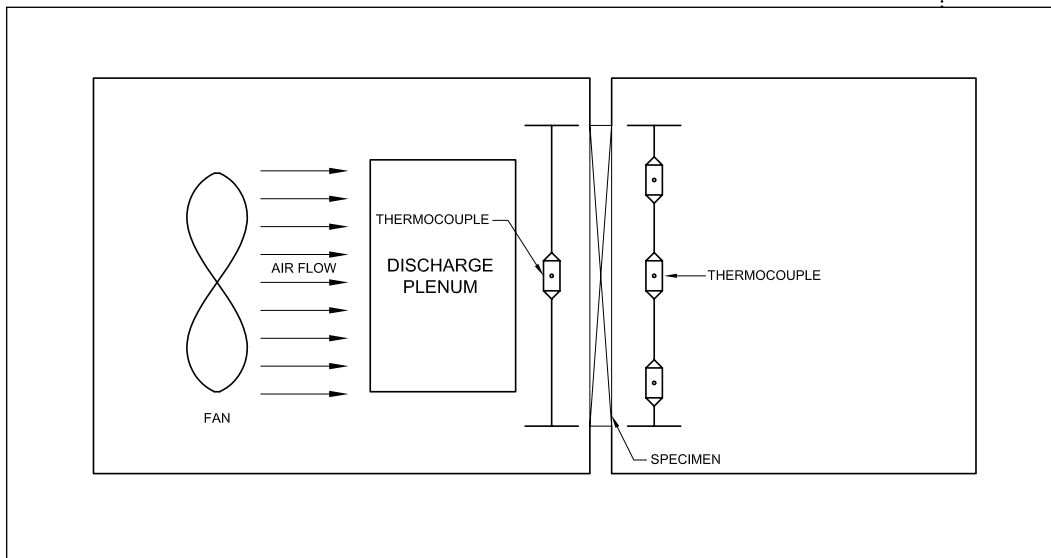 THERMOCOUPLE
AIR FLOW
DISCHARGE
PLENUM
THERMOCOUPLE
FAN
SPECIMEN